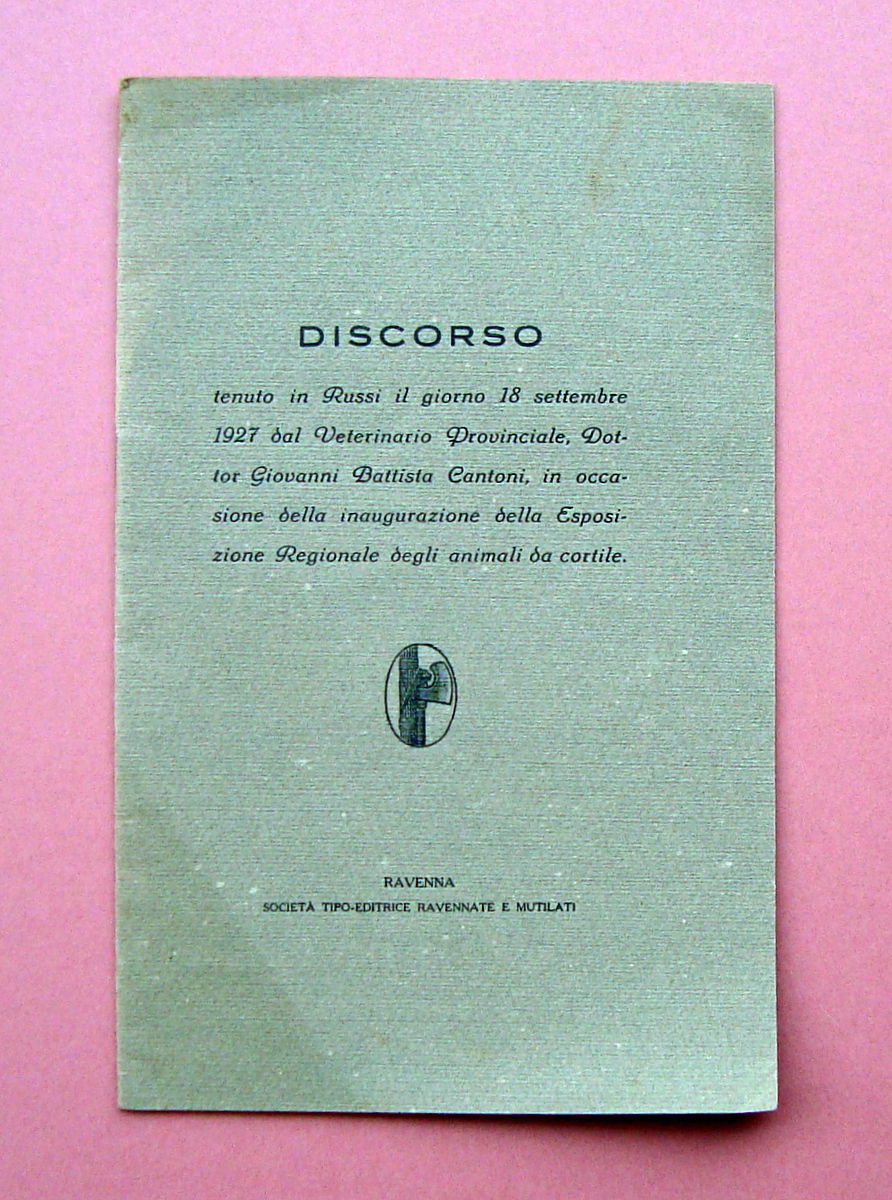 DISCORSO
tenuto in Russi il giorno 18 settembre
1927 dal Veterinario Provinciale, Dot-
tor Giovanni Battista Cantoni, in occa-
sione della inaugurazione della Esposi-
zione Regionale degli animali da cortile.
RAVENNA
SOCIETÀ TIPO-EDITRICE RAVENNATE E MUTILATI